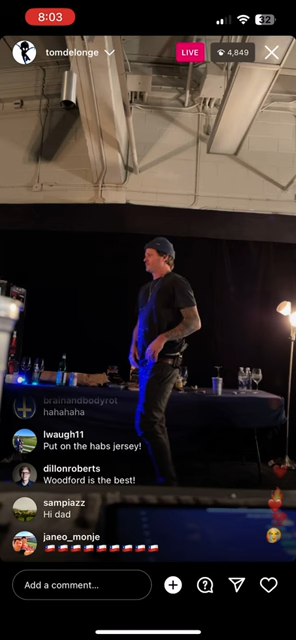 8:03
32
tomdelonge
LIVE
4,849
brainandbodyrot
hahahaha
lwaugh11
Put on the habs jersey!
dillonroberts
Woodford is the best!
sampiazz
Hi dad
janeo_monje
🇨🇱🇨🇱🇨🇱🇨🇱🇨🇱🇨🇱🇨🇱🇨🇱🇨🇱
Add a comment...